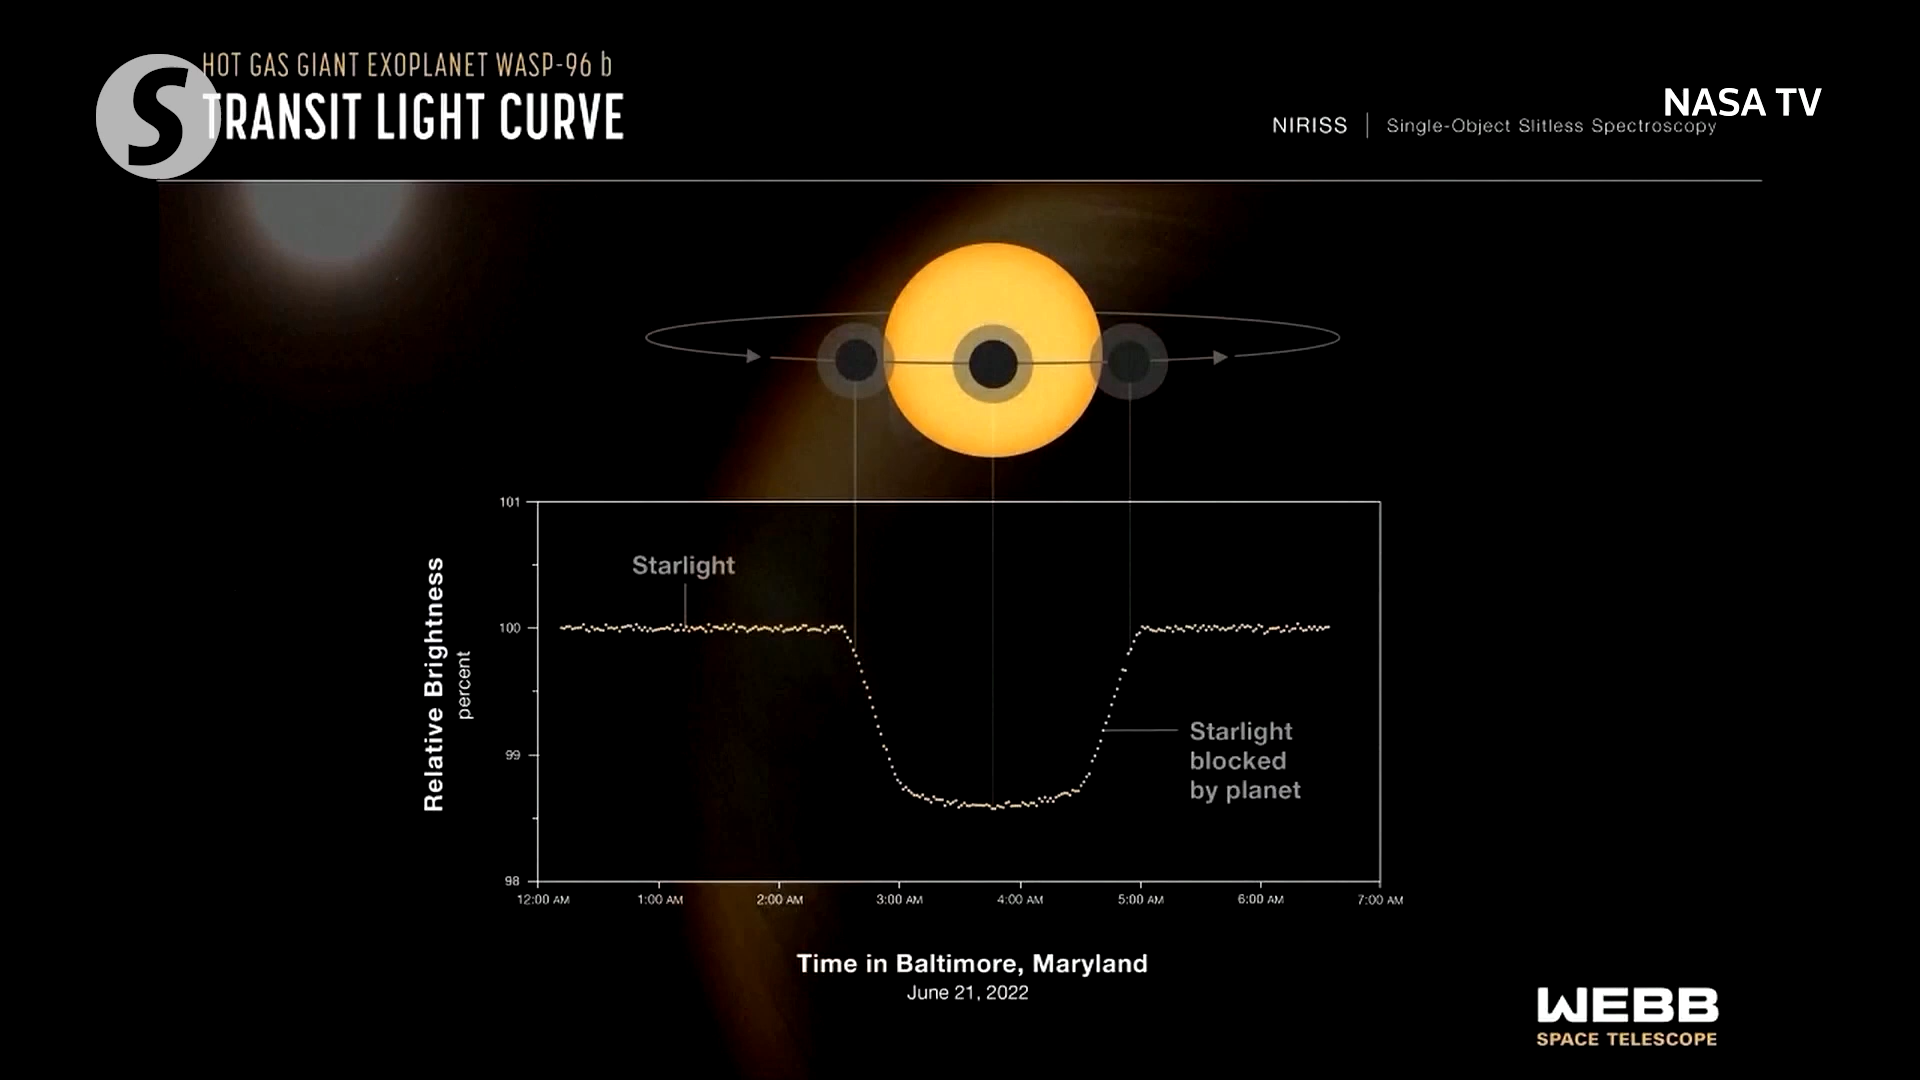 HOT GAS GIANT EXOPLANET WASP-96 b
S
TRANSIT LIGHT CURVE
NASA TV
NIRISS | Single-Object Slitless Spectroscopy
101
Starlight
100
Relative Brightness
percent
Starlight
blocked
by planet
99
98
12:00 AM 1:00 AM 2:00 AM 3:00 AM 4:00 AM 5:00 AM 6:00 AM 7:00 AM
Time in Baltimore, Maryland
June 21, 2022
WEBB
SPACE TELESCOPE